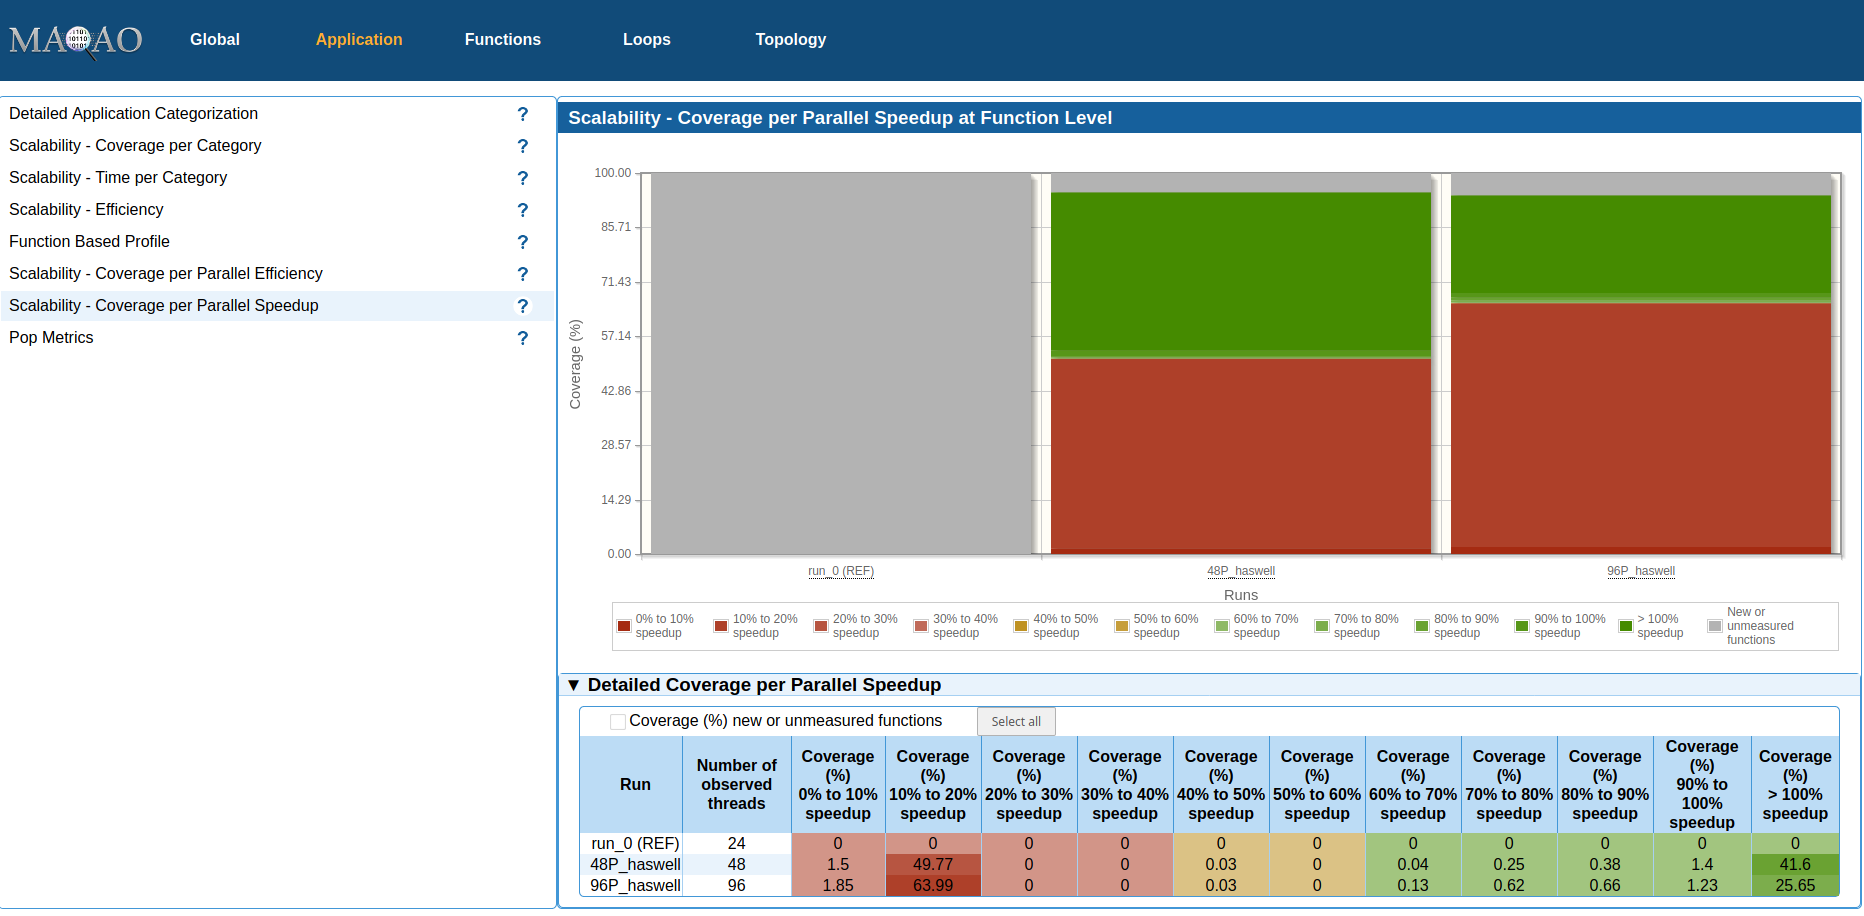 MAQAO
Global Application Functions Loops Topology
Detailed Application Categorization ?
Scalability - Coverage per Category ?
Scalability - Time per Category ?
Scalability - Efficiency ?
Function Based Profile ?
Scalability - Coverage per Parallel Efficiency ?
Scalability - Coverage per Parallel Speedup ?
Pop Metrics ?
Scalability - Coverage per Parallel Speedup at Function Level
100.00
85.71
71.43
57.14
42.86
28.57
14.29
0.00
Coverage (%)
run_0 (REF) 48P_haswell 96P_haswell
Runs
0% to 10% speedup
10% to 20% speedup
20% to 30% speedup
30% to 40% speedup
40% to 50% speedup
50% to 60% speedup
60% to 70% speedup
70% to 80% speedup
80% to 90% speedup
90% to 100% speedup
> 100% speedup
New or unmeasured functions
▼ Detailed Coverage per Parallel Speedup
Coverage (%) new or unmeasured functions Select all
Run
Number of observed threads
Coverage (%) 0% to 10% speedup
Coverage (%) 10% to 20% speedup
Coverage (%) 20% to 30% speedup
Coverage (%) 30% to 40% speedup
Coverage (%) 40% to 50% speedup
Coverage (%) 50% to 60% speedup
Coverage (%) 60% to 70% speedup
Coverage (%) 70% to 80% speedup
Coverage (%) 80% to 90% speedup
Coverage (%) 90% to 100% speedup
Coverage (%) > 100% speedup
run_0 (REF) 24 0 0 0 0 0 0 0 0 0 0 0
48P_haswell 48 1.5 49.77 0 0 0.03 0 0.04 0.25 0.38 1.4 41.6
96P_haswell 96 1.85 63.99 0 0 0.03 0 0.13 0.62 0.66 1.23 25.65